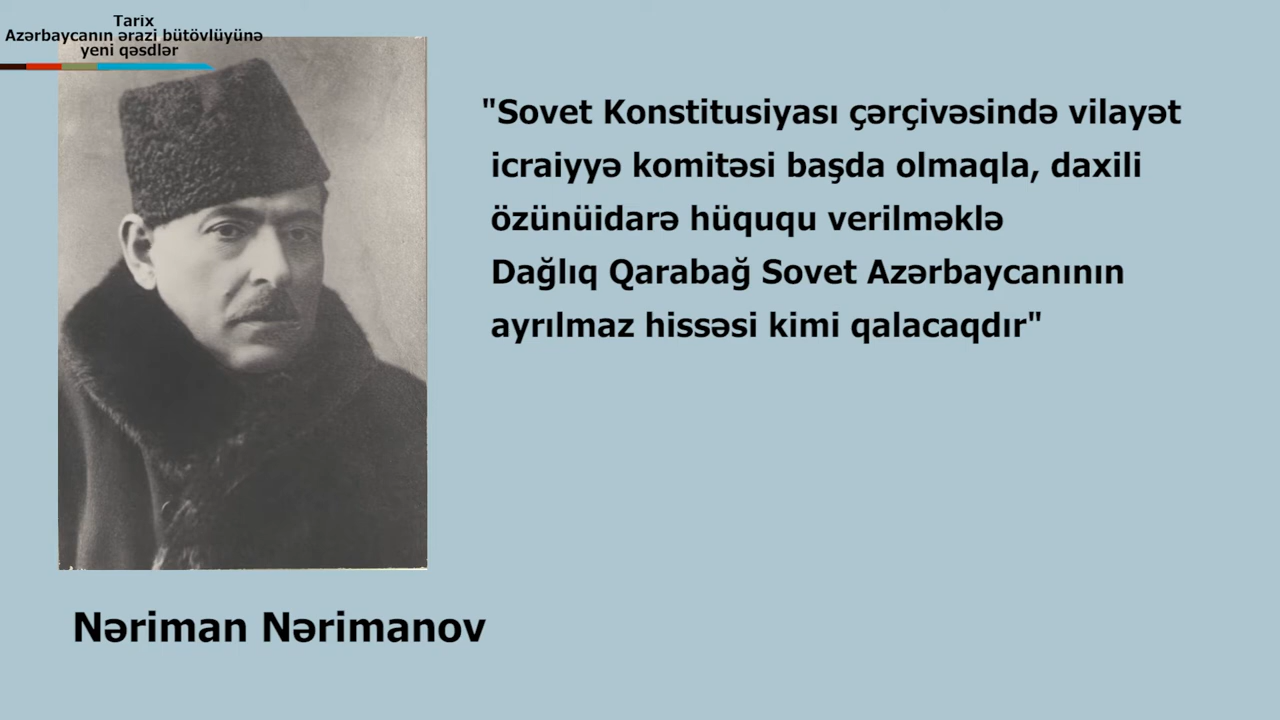 Tarix
Azərbaycanın ərazi bütövlüyünə
yeni qəsdlər
"Sovet Konstitusiyası çərçivəsində vilayət
icraiyyə komitəsi başda olmaqla, daxili
özünüidarə hüququ verilməklə
Dağlıq Qarabağ Sovet Azərbaycanının
ayrılmaz hissəsi kimi qalacaqdır"
Nəriman Nərimanov